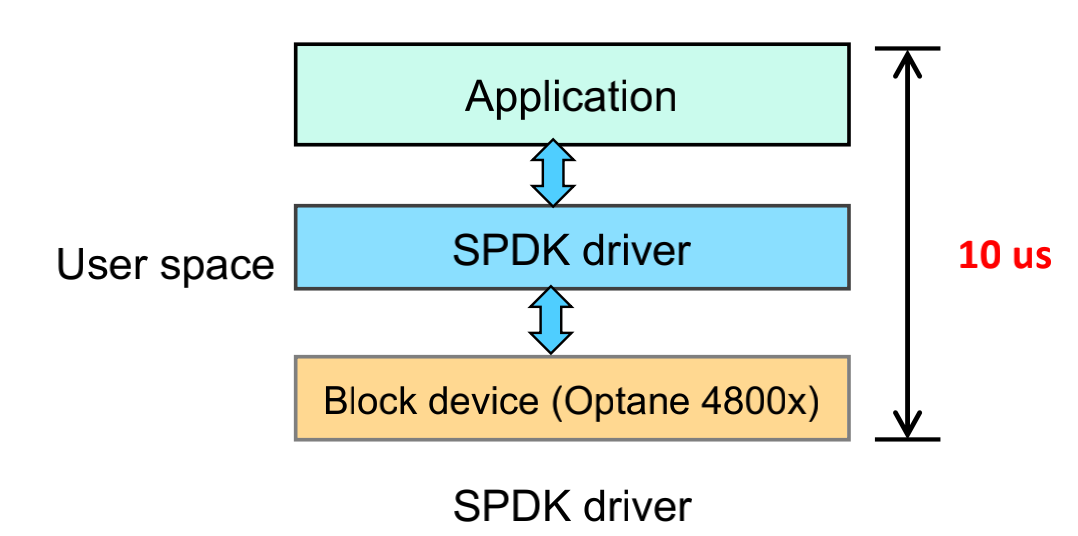 Application
SPDK driver
User space
10 us
Block device (Optane 4800x)
SPDK driver